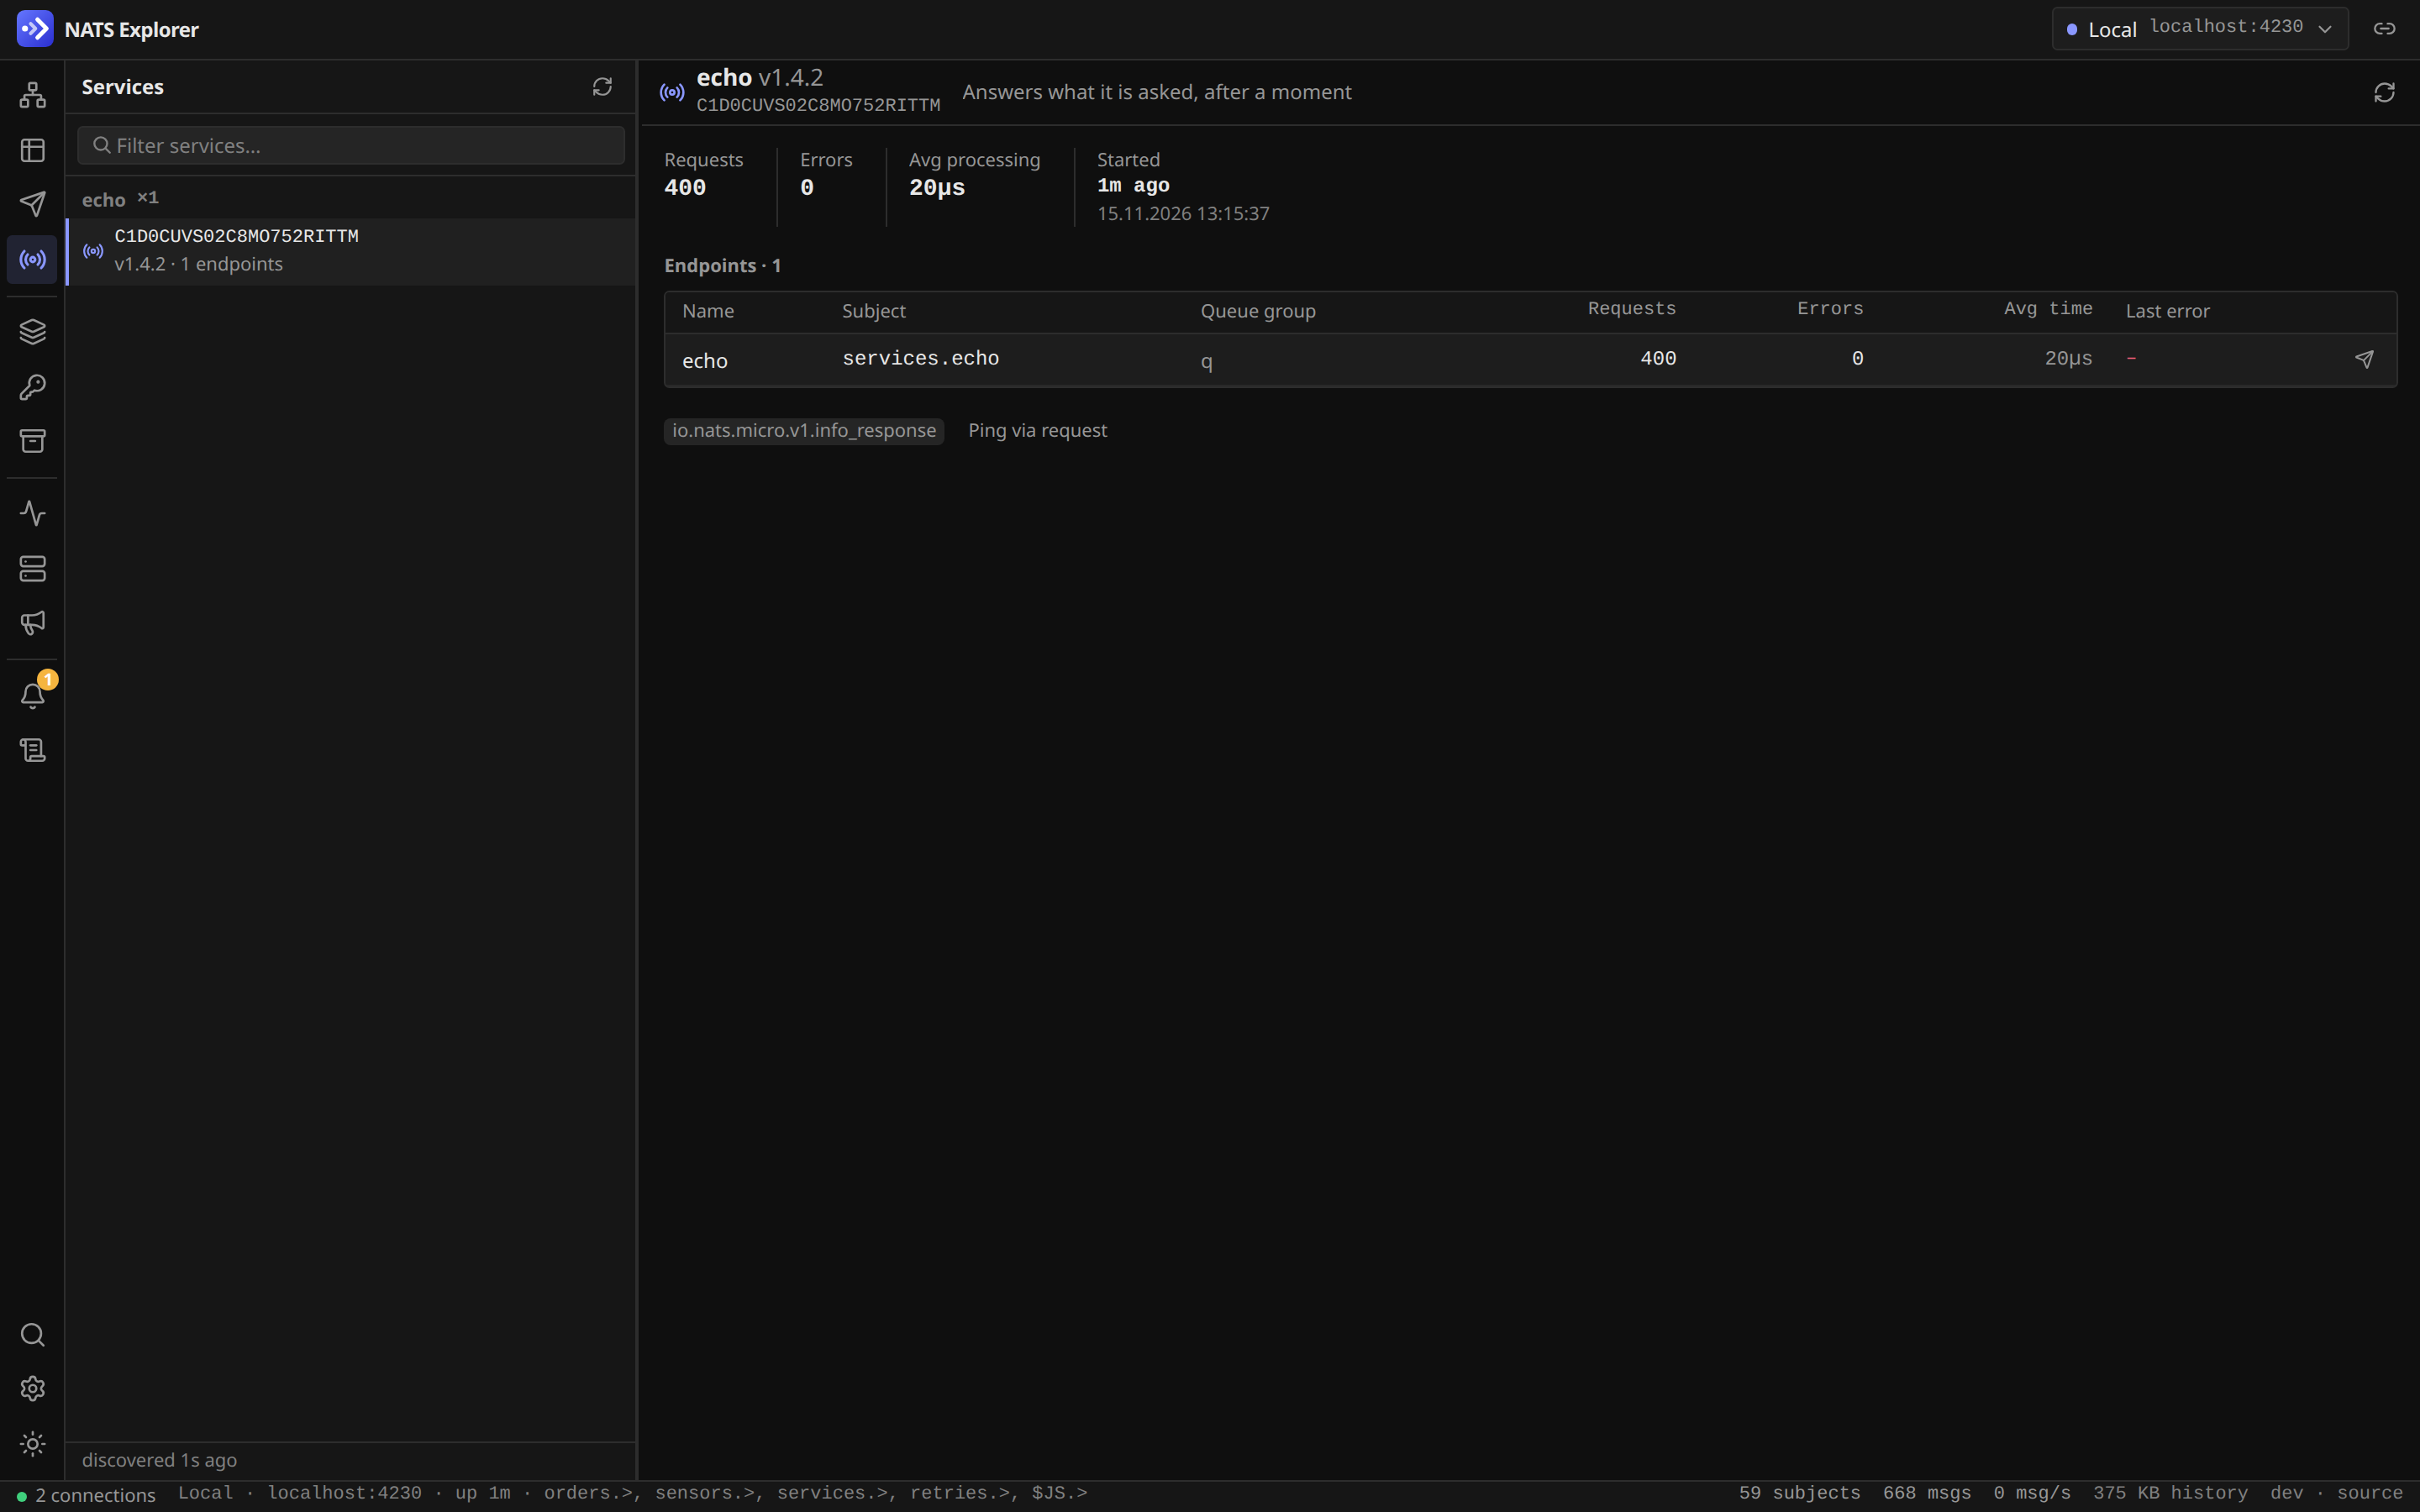 NATS Explorer
Local localhost:4230
Services
Filter services...
echo ×1
C1D0CUVS02C8MO752RITTM
v1.4.2 · 1 endpoints
discovered 1s ago
echo v1.4.2
C1D0CUVS02C8MO752RITTM
Answers what it is asked, after a moment
Requests Errors Avg processing Started
400 0 20µs 1m ago
15.11.2026 13:15:37
Endpoints · 1
Name Subject Queue group Requests Errors Avg time Last error
echo services.echo q 400 0 20µs –
io.nats.micro.v1.info_response Ping via request
1
2 connections Local · localhost:4230 · up 1m · orders.>, sensors.>, services.>, retries.>, $JS.> 59 subjects 668 msgs 0 msg/s 375 KB history dev · source